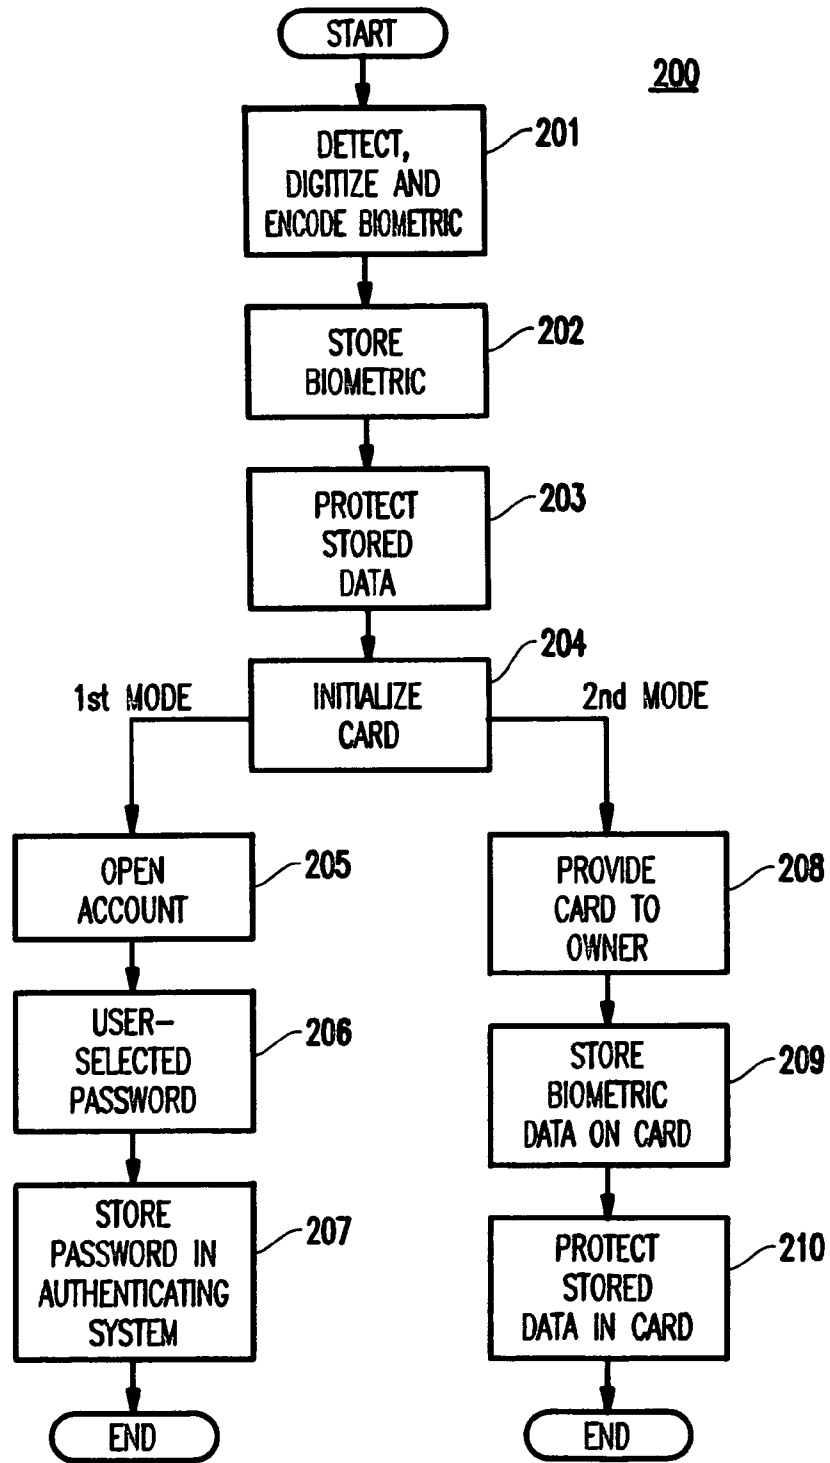 START
200
DETECT,
DIGITIZE AND
ENCODE BIOMETRIC
201
STORE
BIOMETRIC
202
PROTECT
STORED
DATA
203
INITIALIZE
CARD
204
1st MODE
2nd MODE
OPEN
ACCOUNT
205
USER-
SELECTED
PASSWORD
206
STORE
PASSWORD IN
AUTHENTICATING
SYSTEM
207
END
PROVIDE
CARD TO
OWNER
208
STORE
BIOMETRIC
DATA ON CARD
209
PROTECT
STORED
DATA IN CARD
210
END